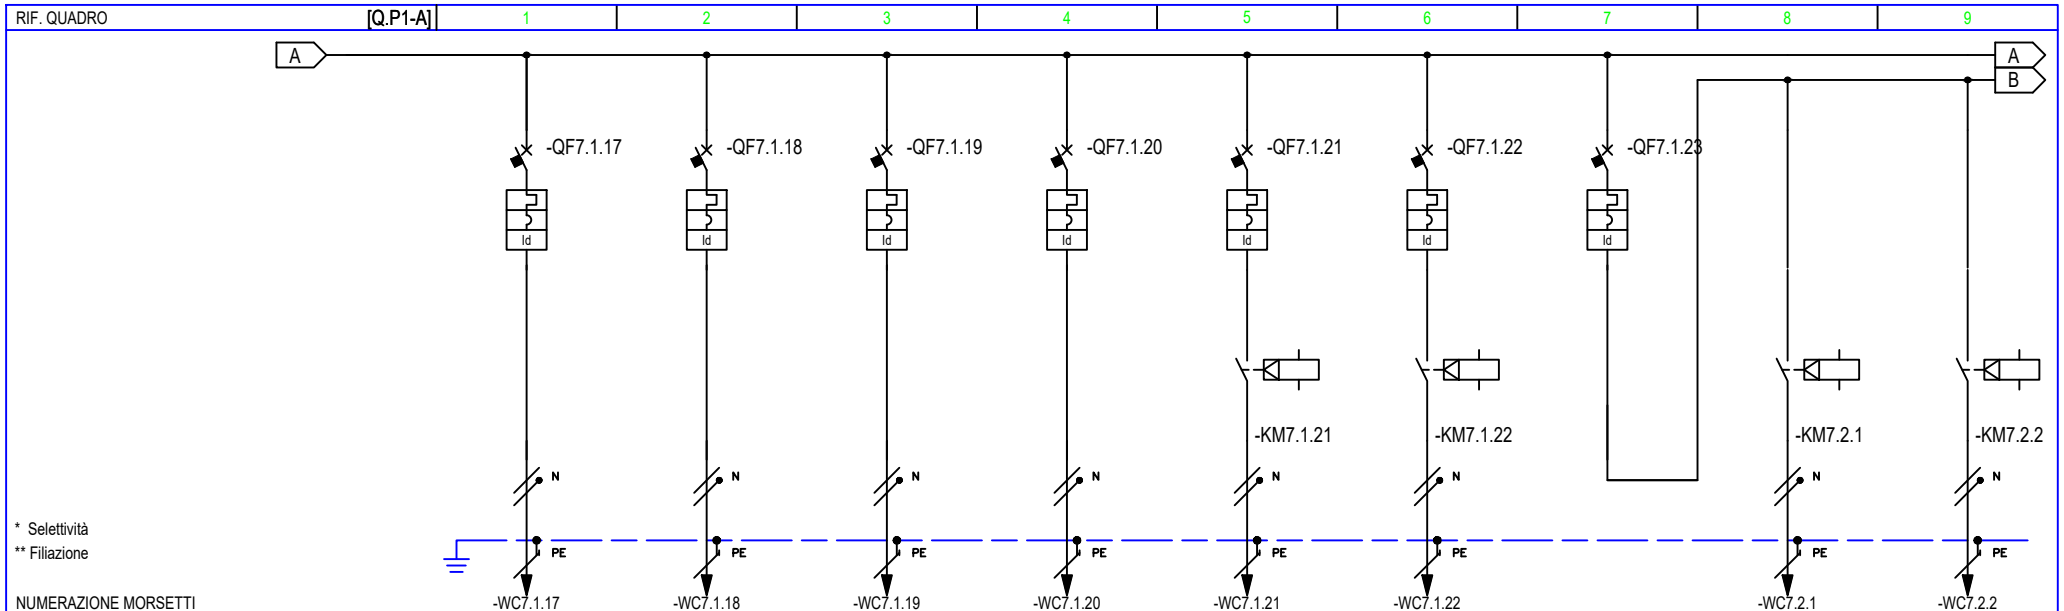 RIF. QUADRO [Q.P1-A] 1 2 3 4 5 6 7 8 9
A A
B
-QF7.1.17 -QF7.1.18 -QF7.1.19 -QF7.1.20 -QF7.1.21 -QF7.1.22 -QF7.1.23
Id Id Id Id Id Id Id
-KM7.1.21 -KM7.1.22 -KM7.2.1 -KM7.2.2
N N N N N N N N
* Selettività
** Filiazione
PE PE PE PE PE PE PE PE
NUMERAZIONE MORSETTI -WC7.1.17 -WC7.1.18 -WC7.1.19 -WC7.1.20 -WC7.1.21 -WC7.1.22 -WC7.2.1 -WC7.2.2